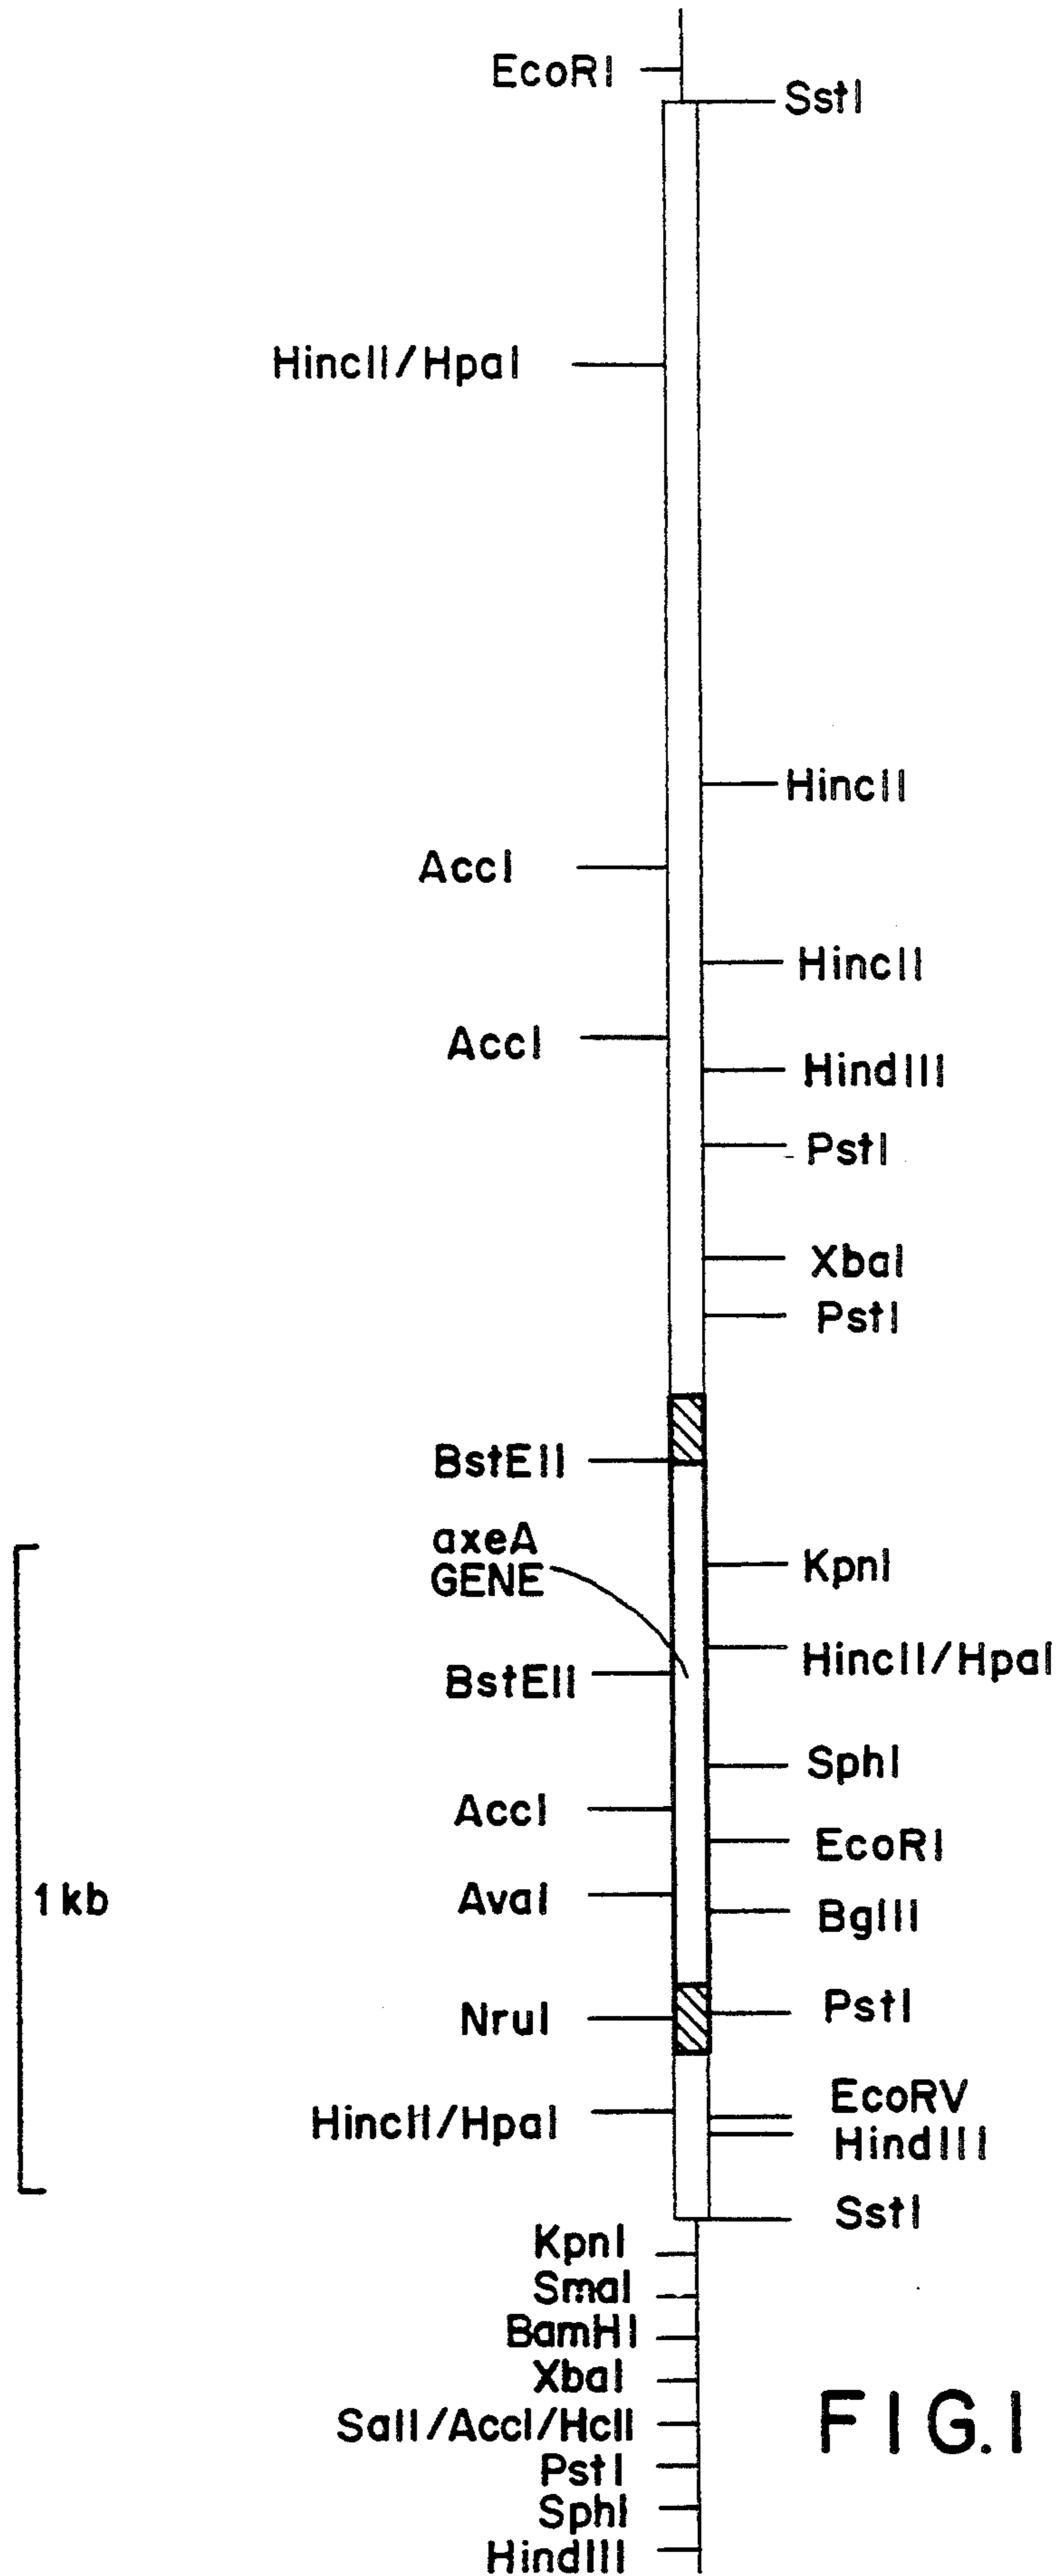 EcoRI
SstI
HincII/HpaI
HincII
AccI
HincII
AccI
HindIII
PstI
XbaI
PstI
BstEII
axeA
GENE
KpnI
HincII/HpaI
BstEII
SphI
AccI
EcoRI
1 kb
AvaI
BglII
NruI
PstI
EcoRV
HincII/HpaI
HindIII
SstI
KpnI
SmaI
BamHI
XbaI
SalI/AccI/HcII
PstI
SphI
HindIII
FIG.1